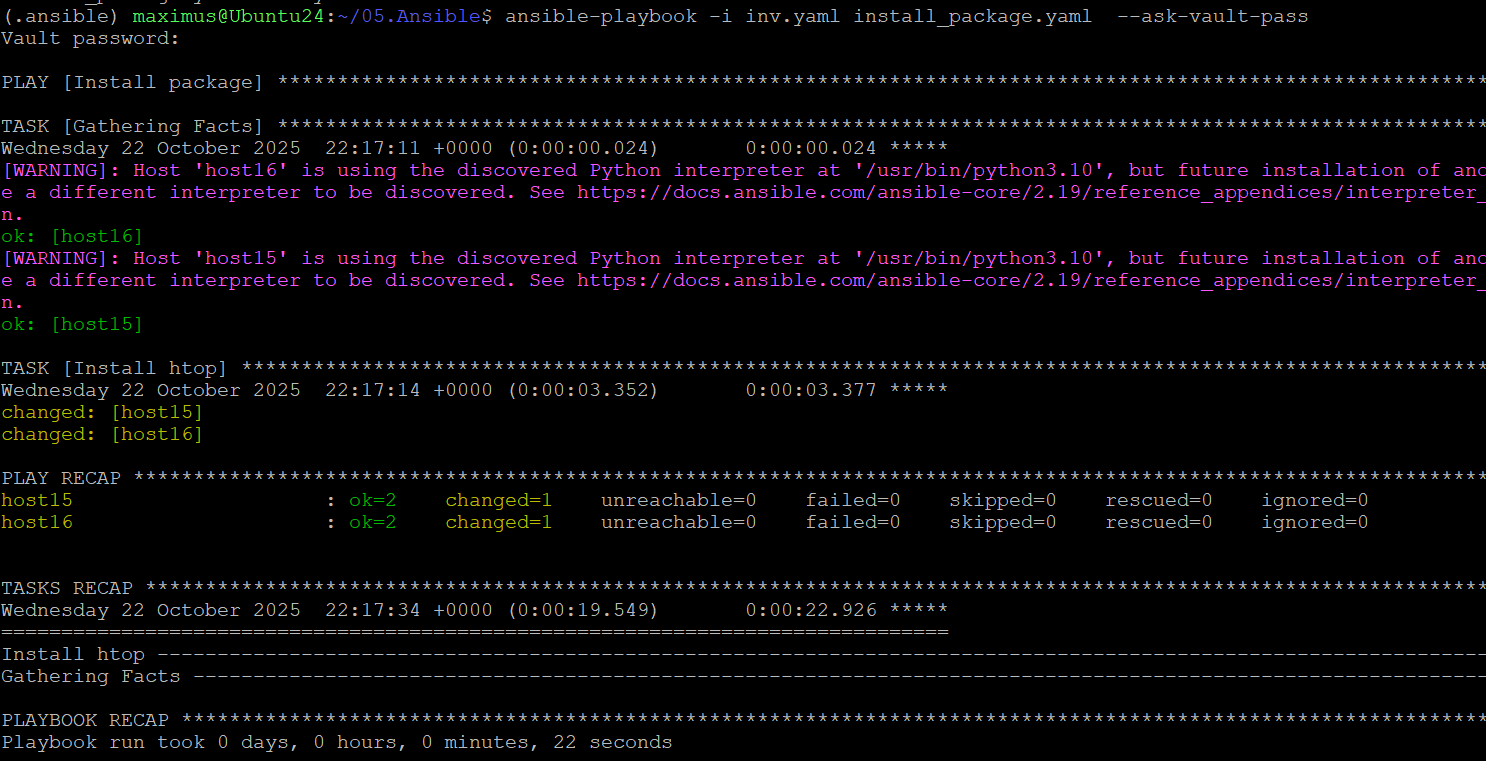 (.ansible) maximus@Ubuntu24:~/05.Ansible$ ansible-playbook -i inv.yaml install_package.yaml  --ask-vault-pass
Vault password:
PLAY [Install package] *****************************************************************************************************
TASK [Gathering Facts] *****************************************************************************************************
Wednesday 22 October 2025  22:17:11 +0000 (0:00:00.024)       0:00:00.024 *****
[WARNING]: Host 'host16' is using the discovered Python interpreter at '/usr/bin/python3.10', but future installation of ano
e a different interpreter to be discovered. See https://docs.ansible.com/ansible-core/2.19/reference_appendices/interpreter_
n.
ok: [host16]
[WARNING]: Host 'host15' is using the discovered Python interpreter at '/usr/bin/python3.10', but future installation of ano
e a different interpreter to be discovered. See https://docs.ansible.com/ansible-core/2.19/reference_appendices/interpreter_
n.
ok: [host15]
TASK [Install htop] ********************************************************************************************************
Wednesday 22 October 2025  22:17:14 +0000 (0:00:03.352)       0:00:03.377 *****
changed: [host15]
changed: [host16]
PLAY RECAP *****************************************************************************************************************
host15                     : ok=2    changed=1    unreachable=0    failed=0    skipped=0    rescued=0    ignored=0
host16                     : ok=2    changed=1    unreachable=0    failed=0    skipped=0    rescued=0    ignored=0
TASKS RECAP ****************************************************************************************************************
Wednesday 22 October 2025  22:17:34 +0000 (0:00:19.549)       0:00:22.926 *****
===============================================================================
Install htop ---------------------------------------------------------------------------------------------------------------
Gathering Facts ------------------------------------------------------------------------------------------------------------
PLAYBOOK RECAP *************************************************************************************************************
Playbook run took 0 days, 0 hours, 0 minutes, 22 seconds